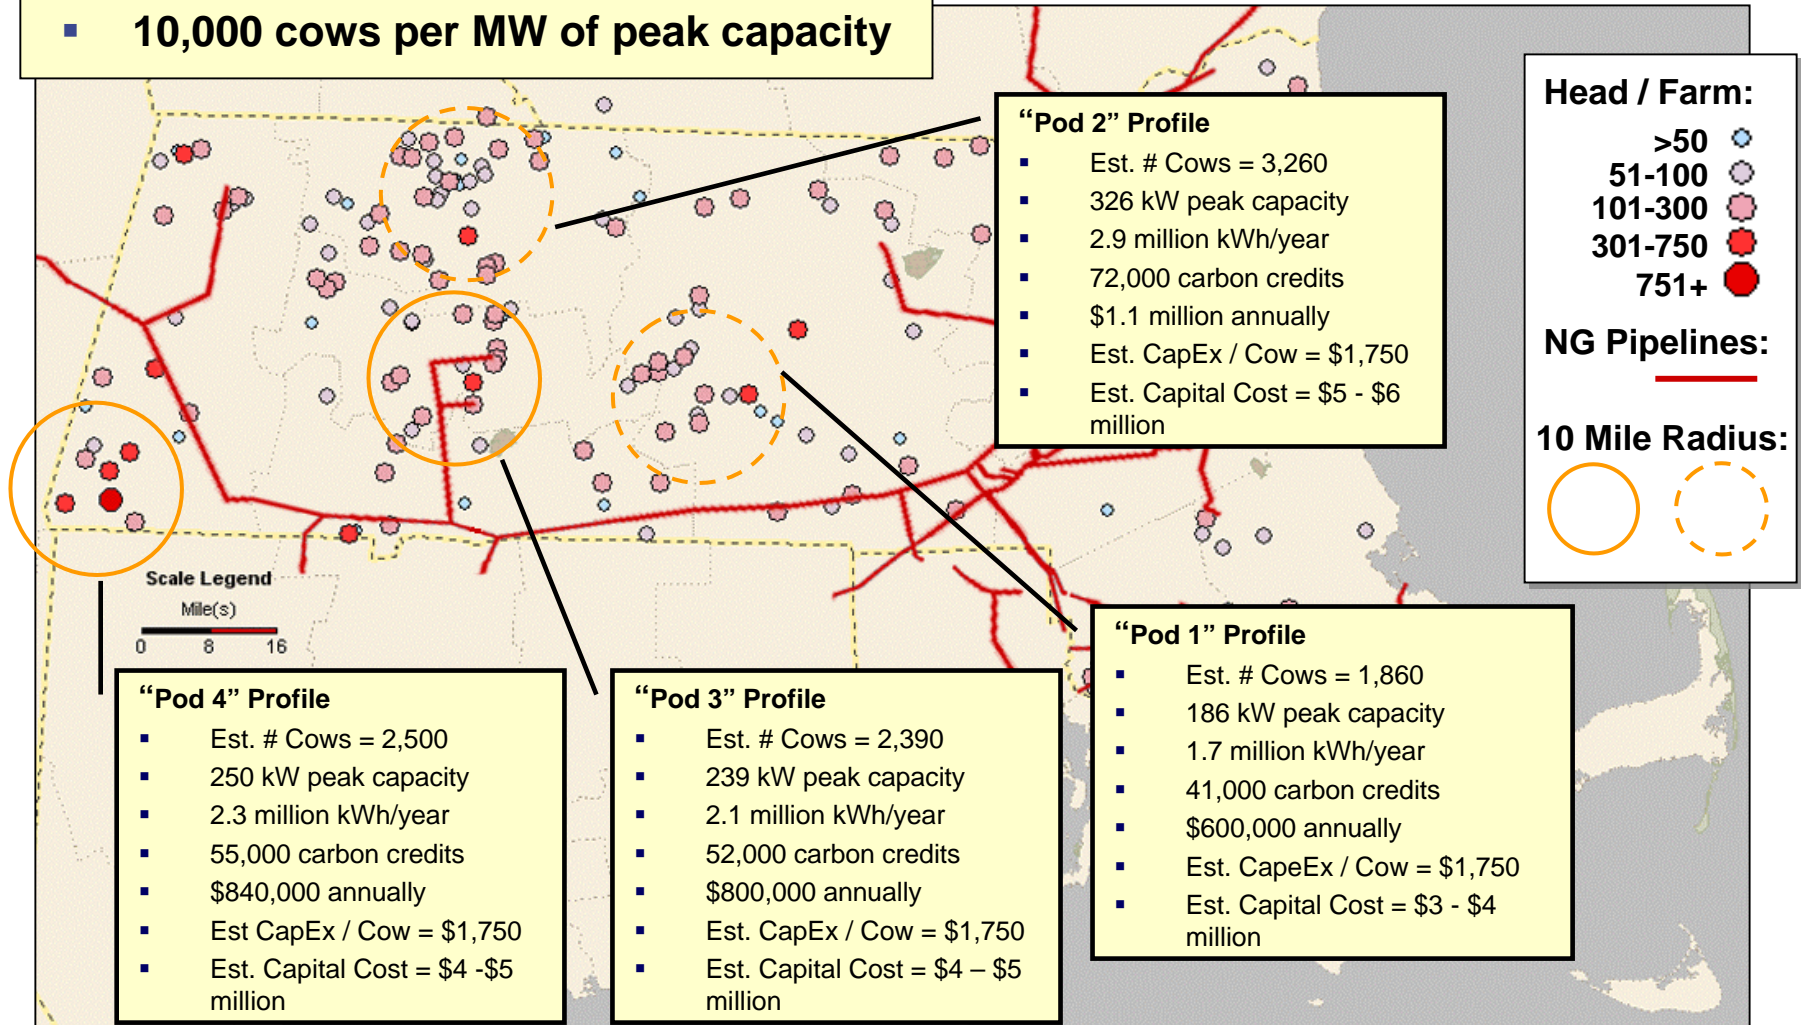 ▪ 10,000 cows per MW of peak capacity
Head / Farm:
>50
51-100
101-300
301-750
751+
NG Pipelines:
10 Mile Radius:
“Pod 2” Profile
▪ Est. # Cows = 3,260
▪ 326 kW peak capacity
▪ 2.9 million kWh/year
▪ 72,000 carbon credits
▪ $1.1 million annually
▪ Est. CapEx / Cow = $1,750
▪ Est. Capital Cost = $5 - $6
million
Scale Legend
Mile(s)
0 8 16
“Pod 4” Profile
▪ Est. # Cows = 2,500
▪ 250 kW peak capacity
▪ 2.3 million kWh/year
▪ 55,000 carbon credits
▪ $840,000 annually
▪ Est CapEx / Cow = $1,750
▪ Est. Capital Cost = $4 -$5
million
“Pod 3” Profile
▪ Est. # Cows = 2,390
▪ 239 kW peak capacity
▪ 2.1 million kWh/year
▪ 52,000 carbon credits
▪ $800,000 annually
▪ Est. CapEx / Cow = $1,750
▪ Est. Capital Cost = $4 – $5
million
“Pod 1” Profile
▪ Est. # Cows = 1,860
▪ 186 kW peak capacity
▪ 1.7 million kWh/year
▪ 41,000 carbon credits
▪ $600,000 annually
▪ Est. CapeEx / Cow = $1,750
▪ Est. Capital Cost = $3 - $4
million